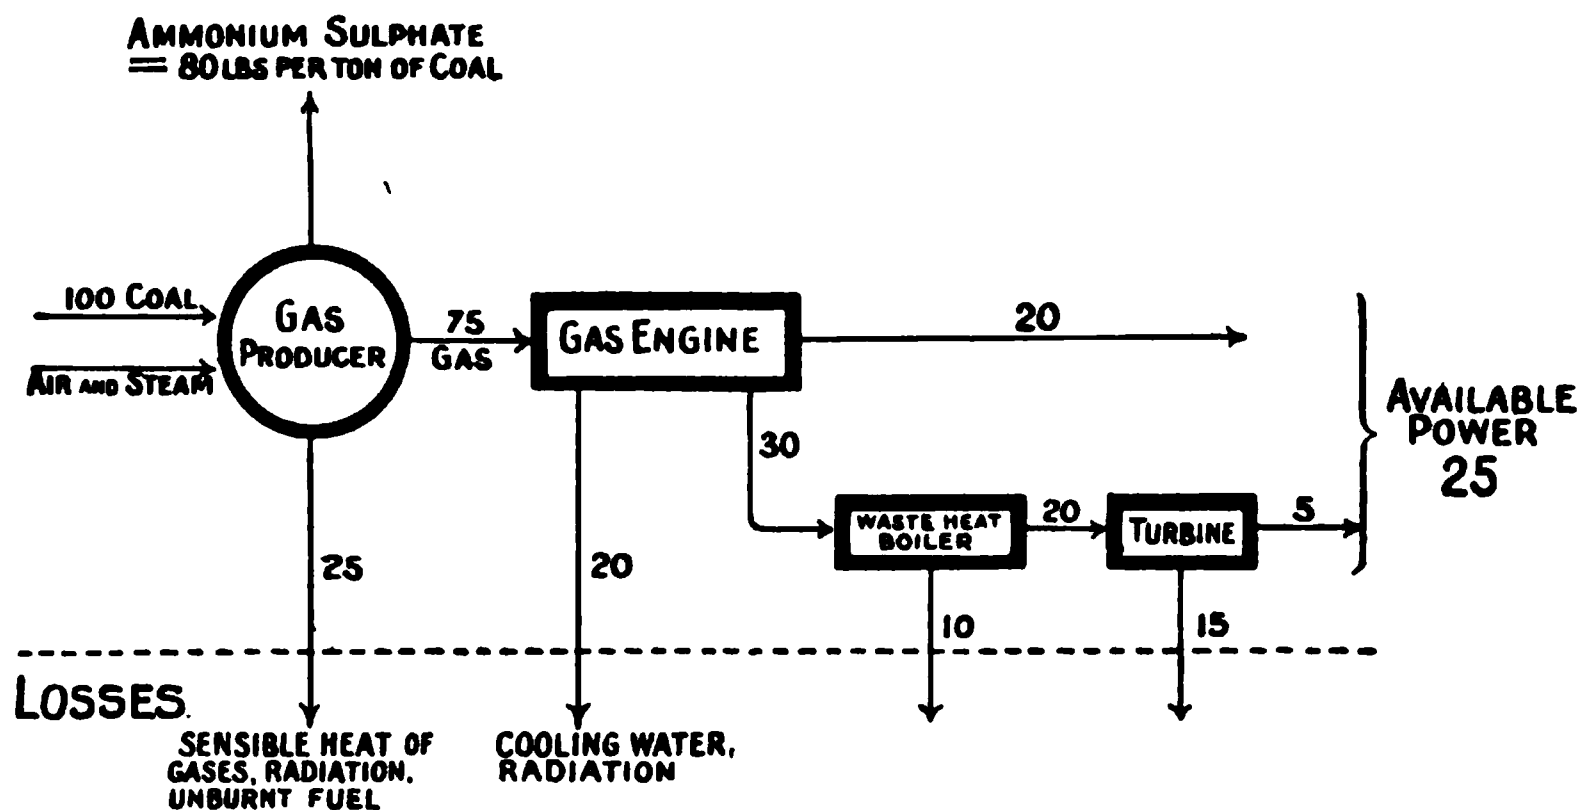 AMMONIUM SULPHATE
= 80 LBS PER TON OF COAL
100 COAL
AIR AND STEAM
GAS
PRODUCER
75
GAS
GAS ENGINE
20
30
AVAILABLE
POWER
25
WASTE HEAT
BOILER
20
TURBINE
5
25
20
10
15
LOSSES.
SENSIBLE HEAT OF
GASES, RADIATION.
UNBURNT FUEL
COOLING WATER,
RADIATION